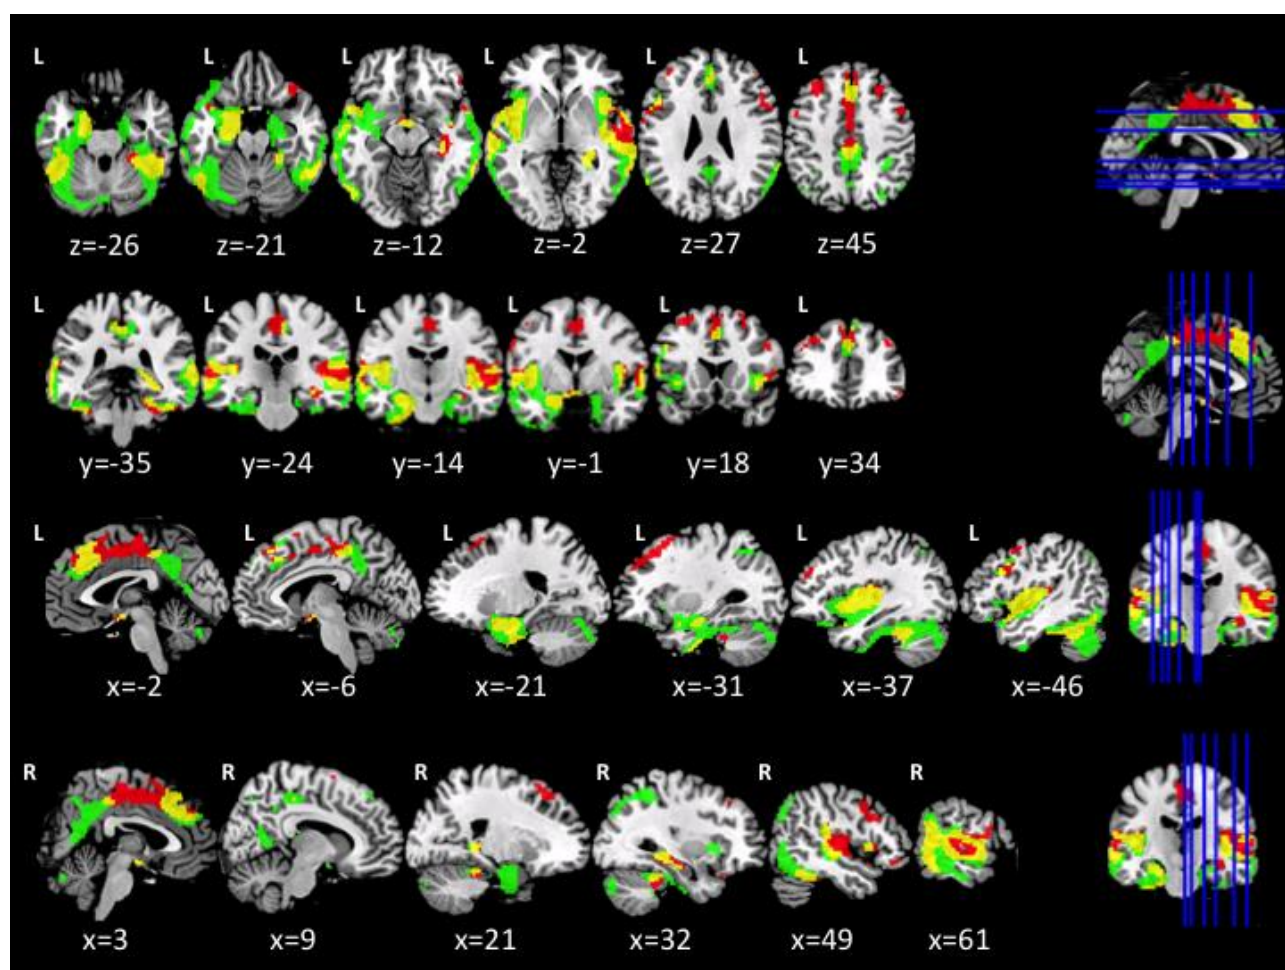 L L L L L L
z=-26 z=-21 z=-12 z=-2 z=27 z=45
L L L L L L
y=-35 y=-24 y=-14 y=-1 y=18 y=34
L L L L L L
x=-2 x=-6 x=-21 x=-31 x=-37 x=-46
R R R R R R
x=3 x=9 x=21 x=32 x=49 x=61